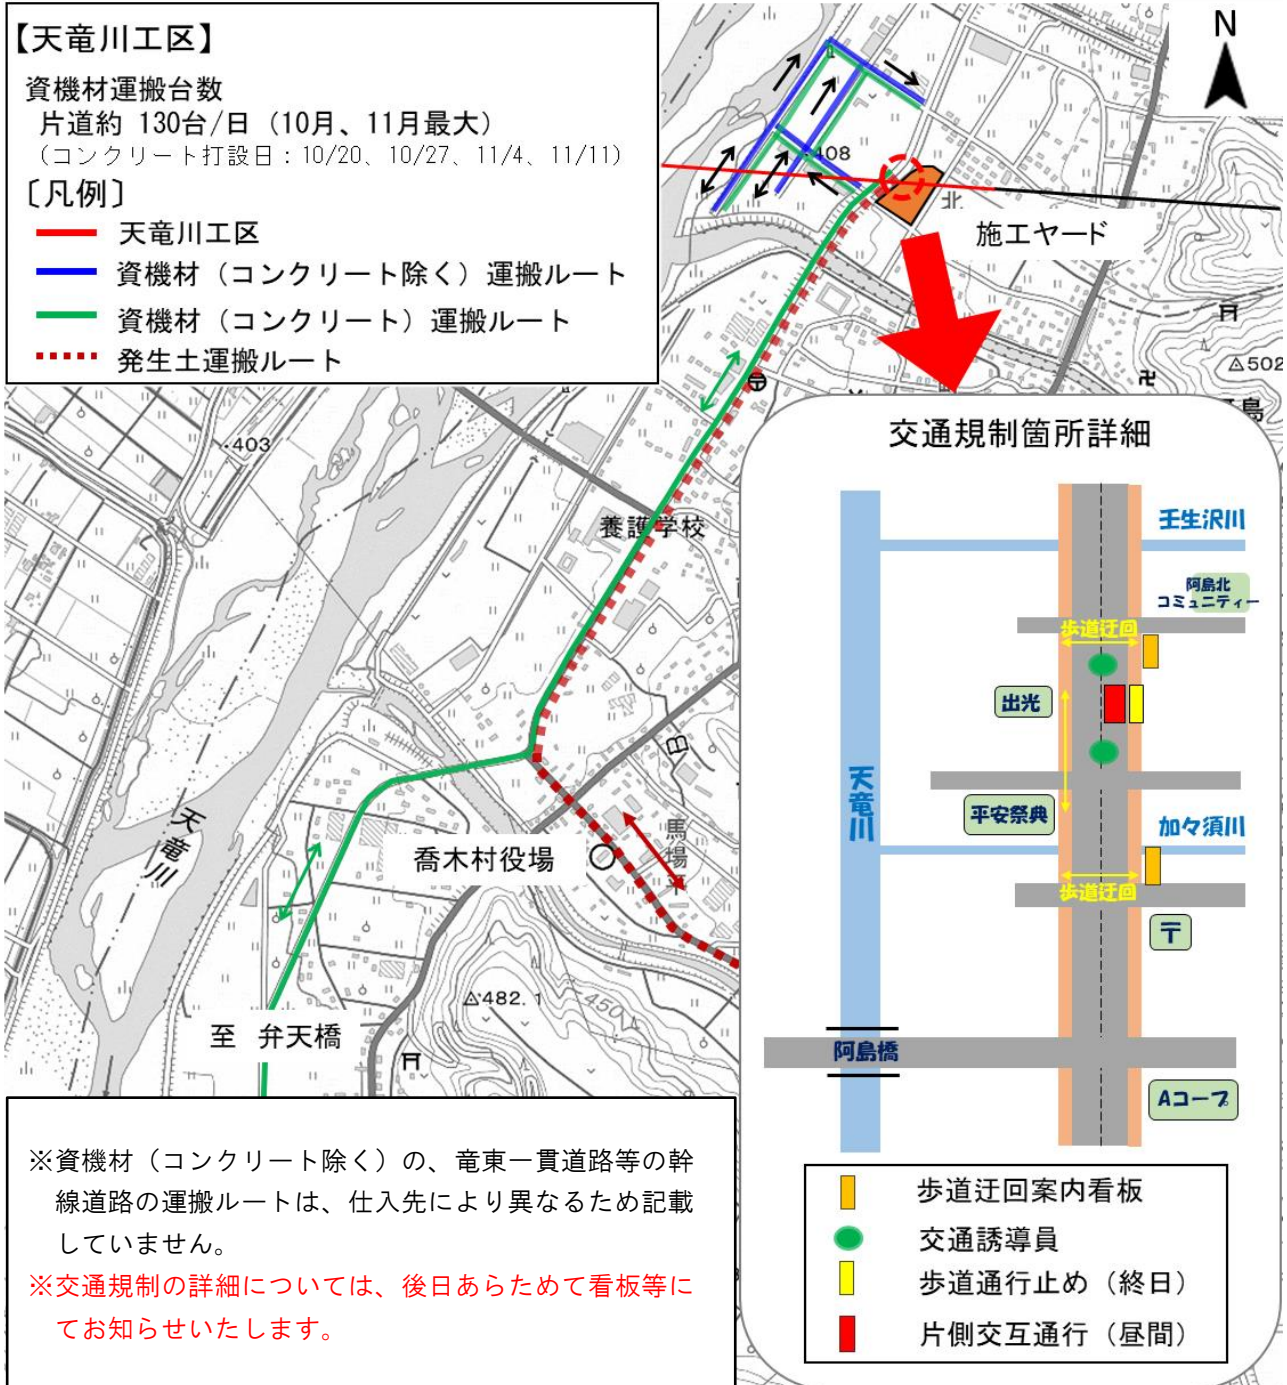 【天竜川工区】
資機材運搬台数
片道約 130台/日（10月、11月最大）
（コンクリート打設日：10/20、10/27、11/4、11/11）
〔凡例〕
天竜川工区
資機材（コンクリート除く）運搬ルート
資機材（コンクリート）運搬ルート
発生土運搬ルート
N
408
北
施工ヤード
502
島
403
養護学校
天竜川
馬場平
喬木村役場
482.1
450
至 弁天橋
交通規制箇所詳細
壬生沢川
阿島北
コミュニティー
歩道迂回
出光
天竜川
平安祭典
加々須川
歩道迂回
〒
阿島橋
Aコープ
歩道迂回案内看板
交通誘導員
歩道通行止め（終日）
片側交互通行（昼間）
※資機材（コンクリート除く）の、竜東一貫道路等の幹
線道路の運搬ルートは、仕入先により異なるため記載
していません。
※交通規制の詳細については、後日あらためて看板等に
てお知らせいたします。